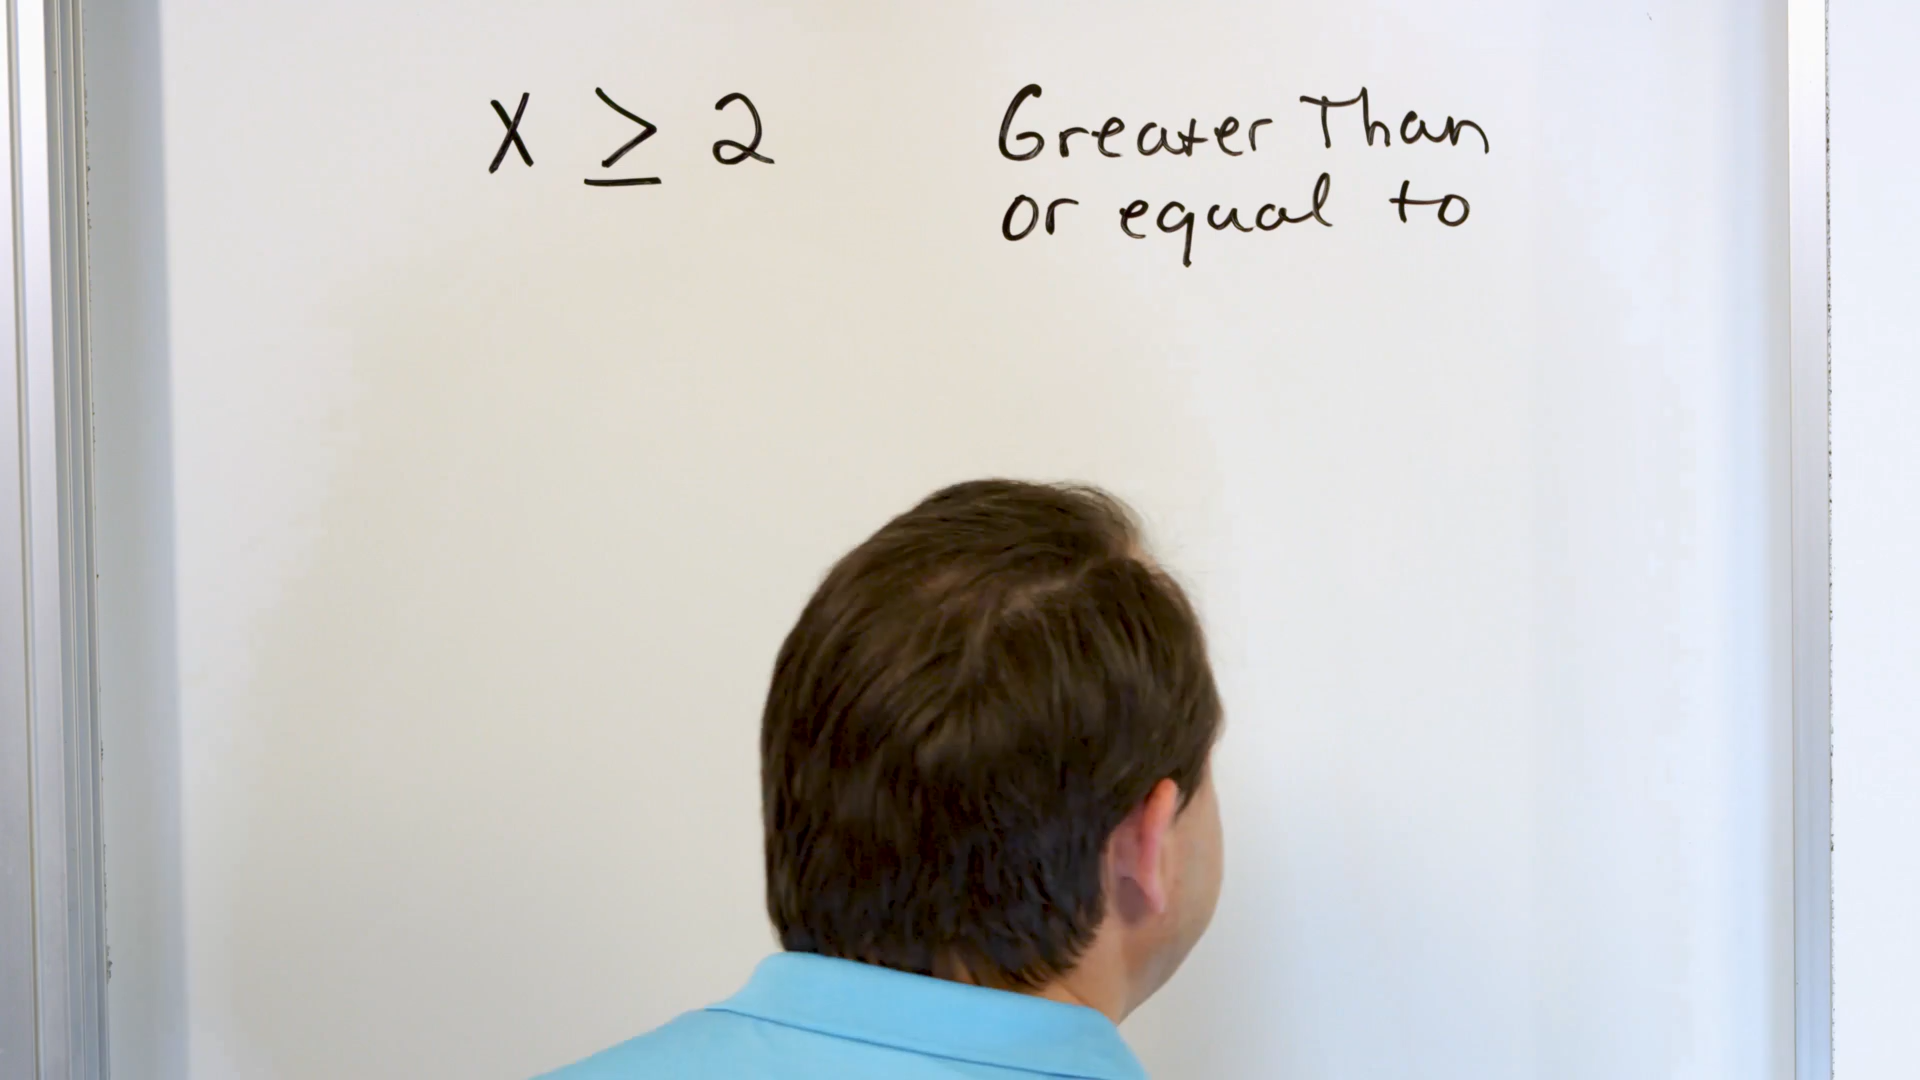 X ≥ 2
Greater Than
or equal to